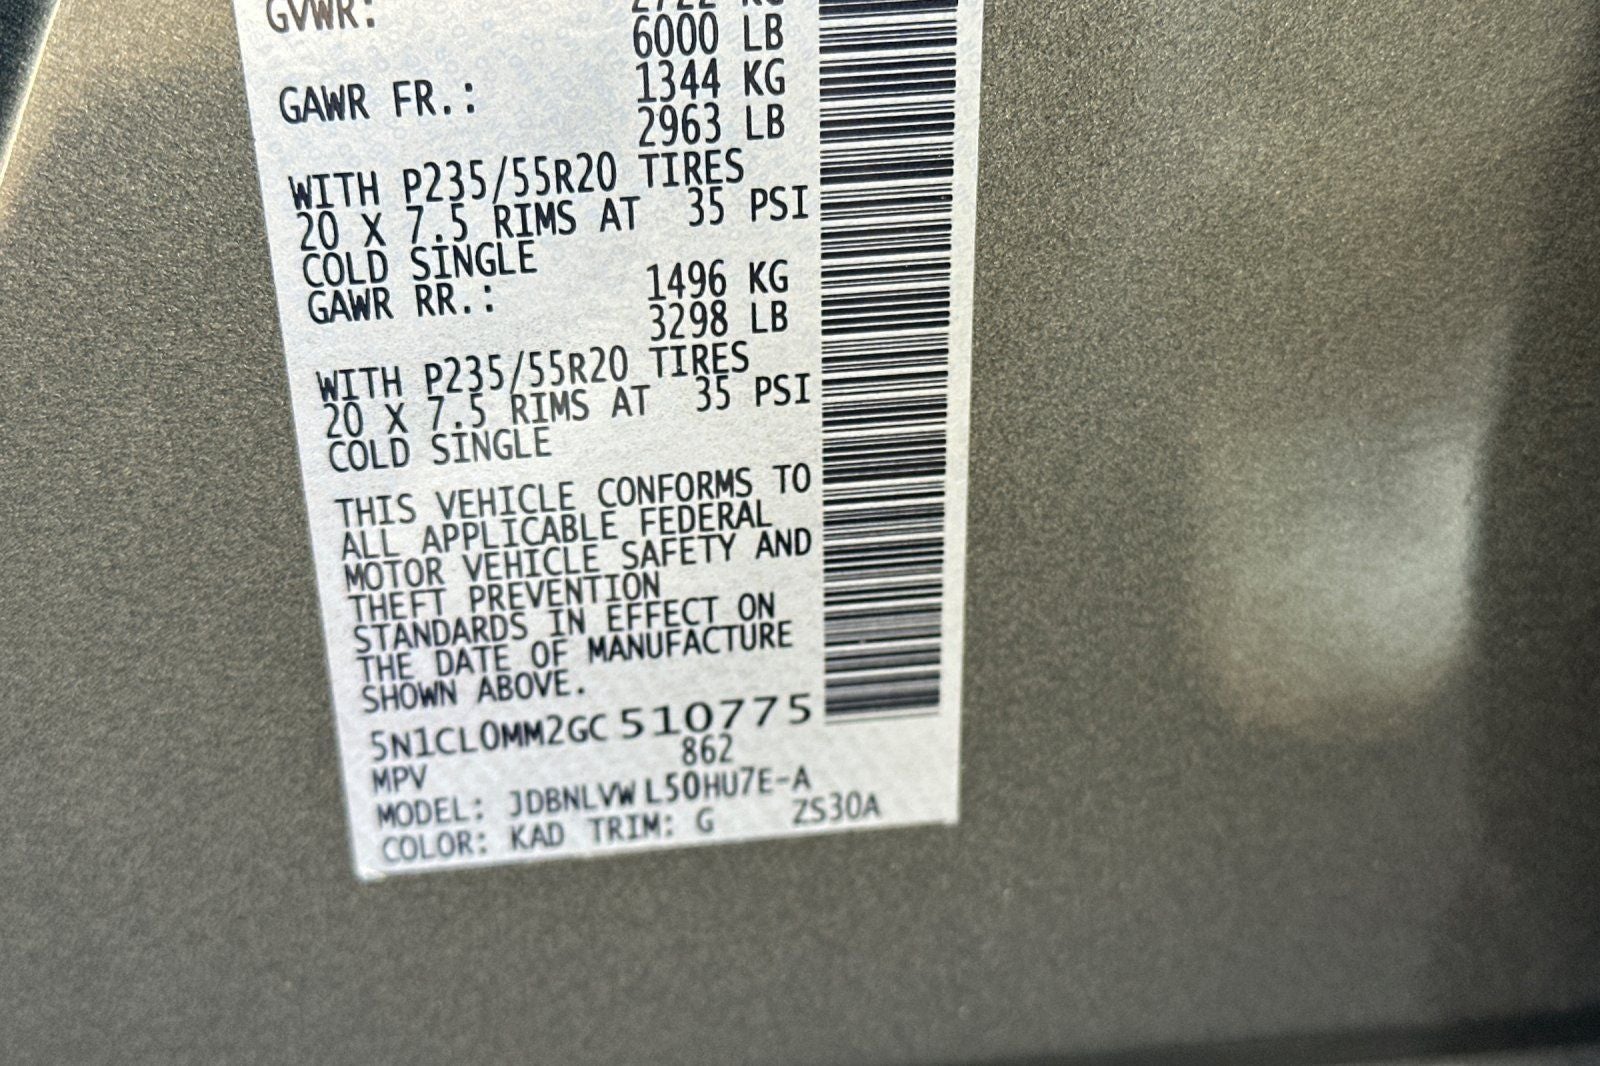 GVWR: 2722 KG
6000 LB
GAWR FR.: 1344 KG
2963 LB
WITH P235/55R20 TIRES
20 X 7.5 RIMS AT 35 PSI
COLD SINGLE
GAWR RR.: 1496 KG
3298 LB
WITH P235/55R20 TIRES
20 X 7.5 RIMS AT 35 PSI
COLD SINGLE
THIS VEHICLE CONFORMS TO
ALL APPLICABLE FEDERAL
MOTOR VEHICLE SAFETY AND
THEFT PREVENTION
STANDARDS IN EFFECT ON
THE DATE OF MANUFACTURE
SHOWN ABOVE.
5N1CL0MM2GC510775
862
MPV
MODEL: JDBNLVWL50HU7E-A
COLOR: KAD TRIM: G ZS30A